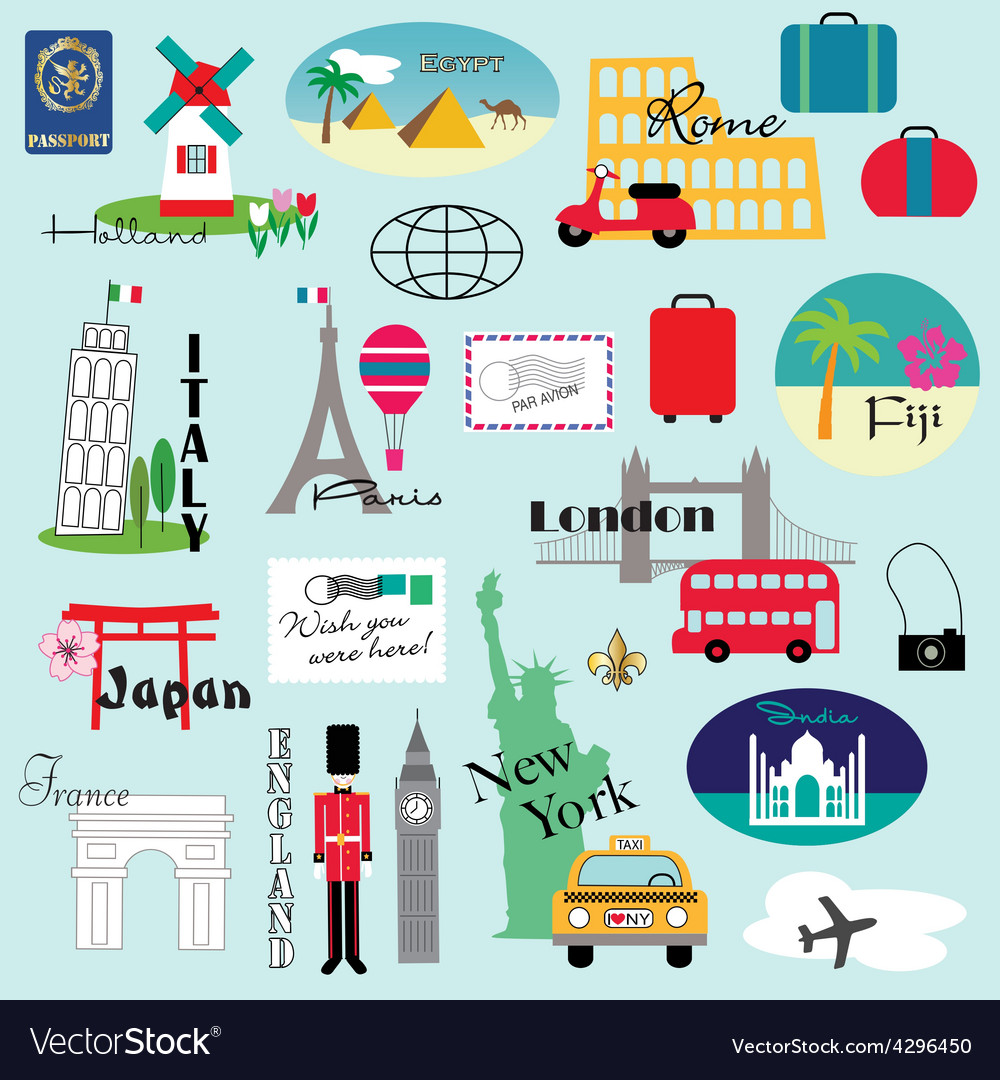 PASSPORT
EGYPT
Rome
Holland
ITALY
Paris
PAR AVION
Fiji
London
Wish you
were here!
Japan
India
France
ENGLAND
New
York
TAXI
I♥NY
VectorStock®
VectorStock.com/4296450